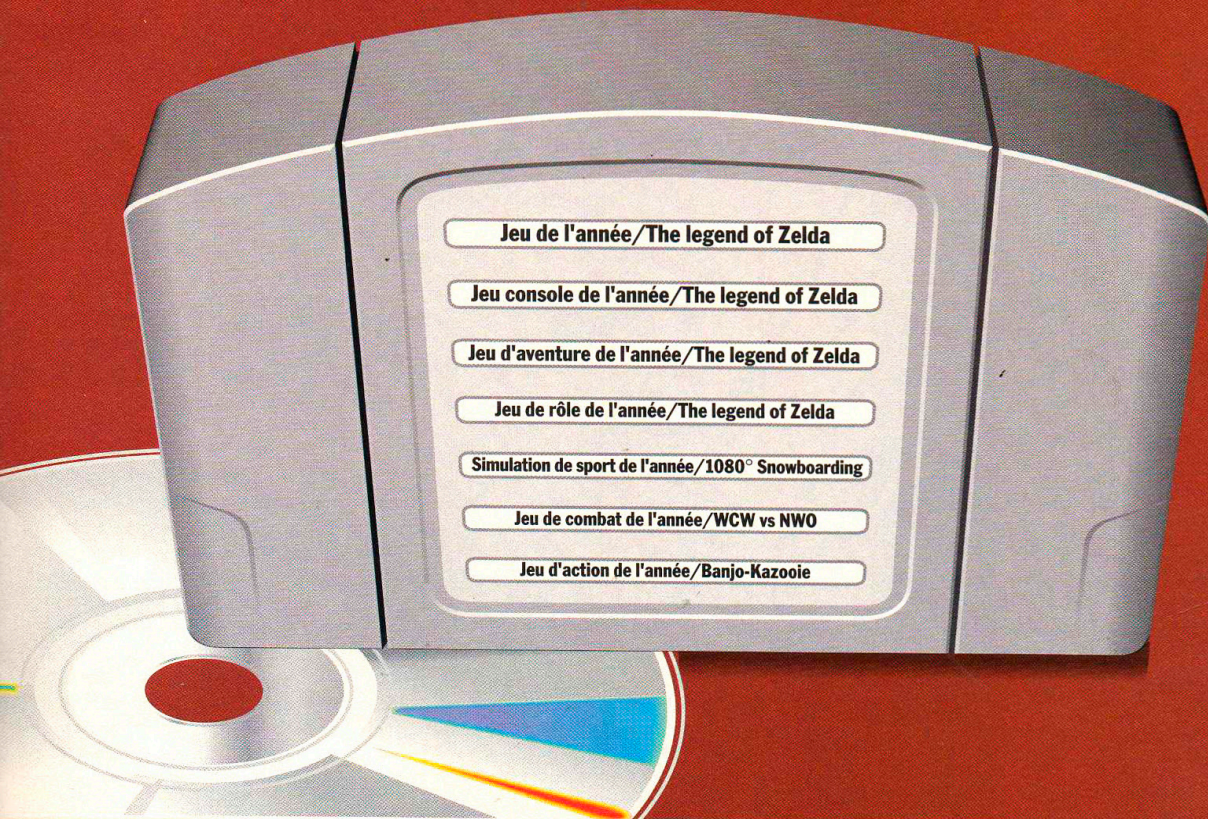 Jeu de l'année/The legend of Zelda
Jeu console de l'année/The legend of Zelda
Jeu d'aventure de l'année/The legend of Zelda
Jeu de rôle de l'année/The legend of Zelda
Simulation de sport de l'année/1080° Snowboarding
Jeu de combat de l'année/WCW vs NWO
Jeu d'action de l'année/Banjo-Kazooie